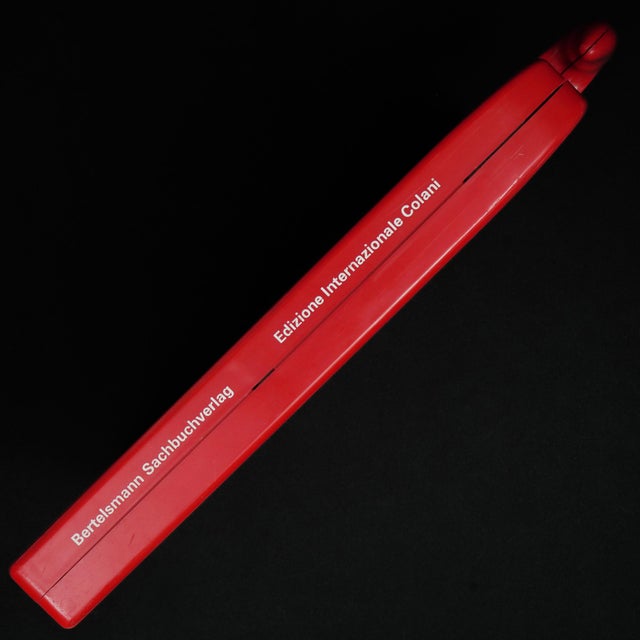 Bertelsmann Sachbuchverlag
Edizione Internazionale Colani